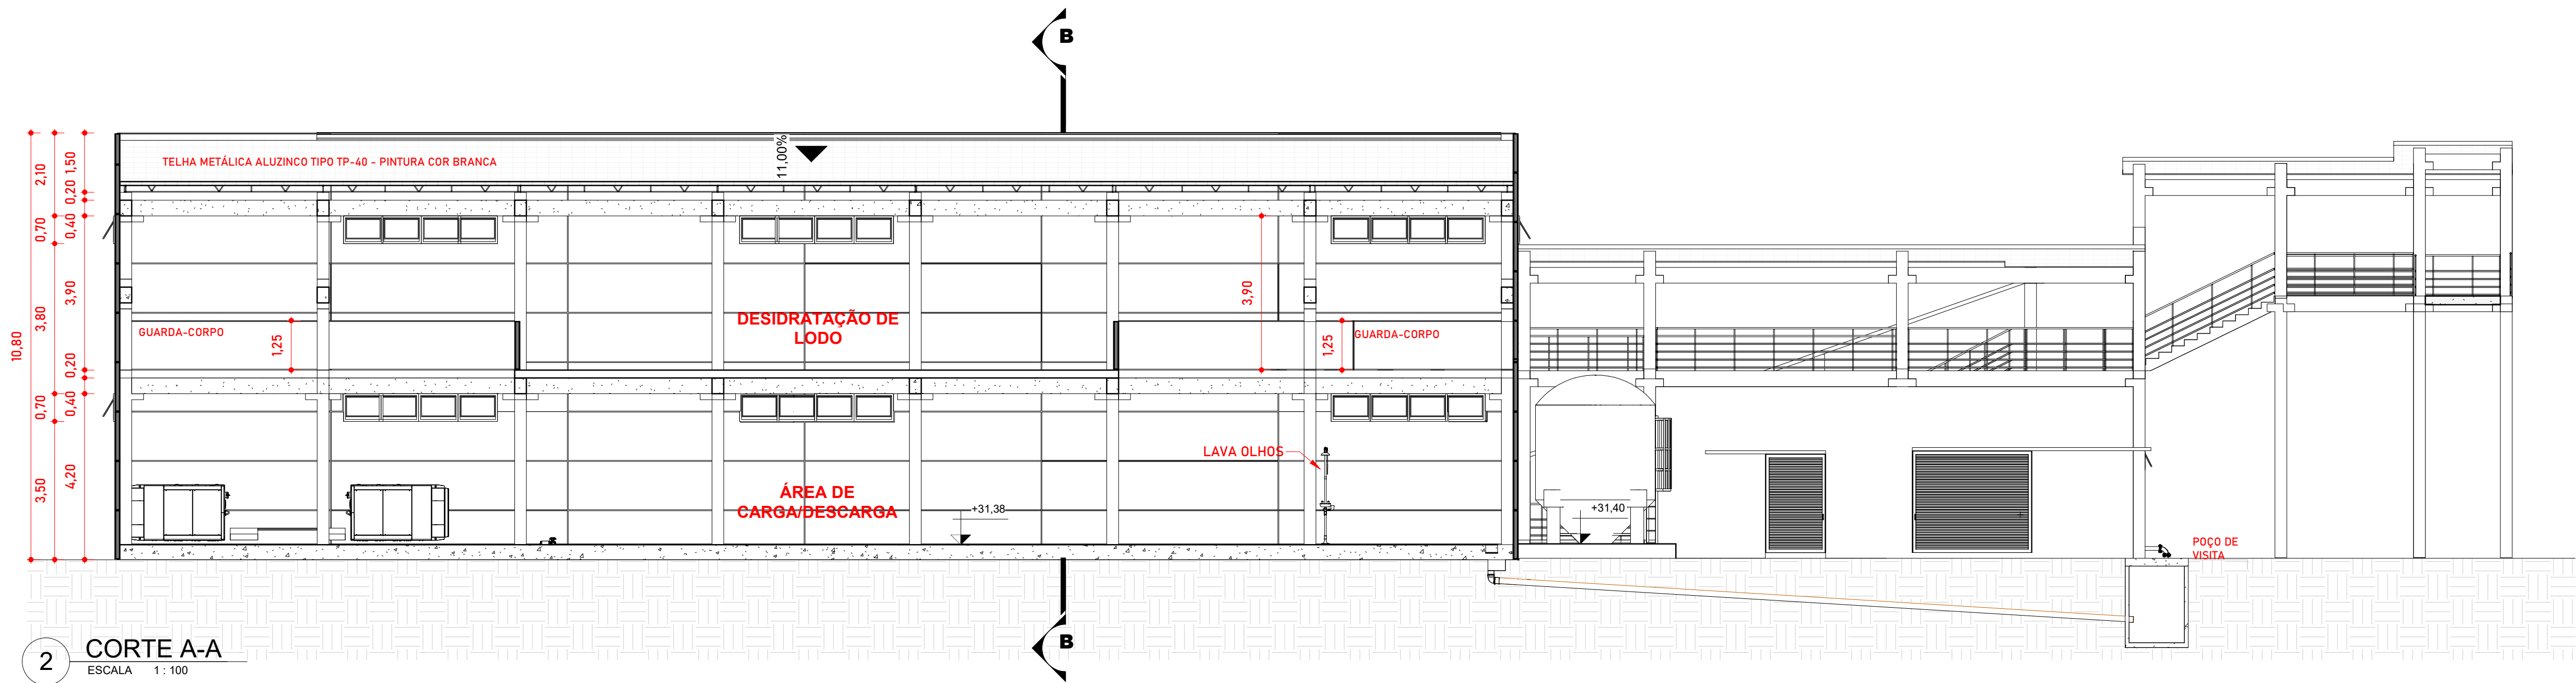 B
TELHA METÁLICA ALUZINCO TIPO TP-40 - PINTURA COR BRANCA
11,00%
10,80
2,10
0,70
3,80
0,70
3,50
1,50
0,20
0,40
3,90
0,20
0,40
4,20
GUARDA-CORPO
1,25
DESIDRATAÇÃO DE
LODO
3,90
1,25
GUARDA-CORPO
LAVA OLHOS
ÁREA DE
CARGA/DESCARGA
+31,38
+31,40
POÇO DE
VISITA
B
2
CORTE A-A
ESCALA 1 : 100